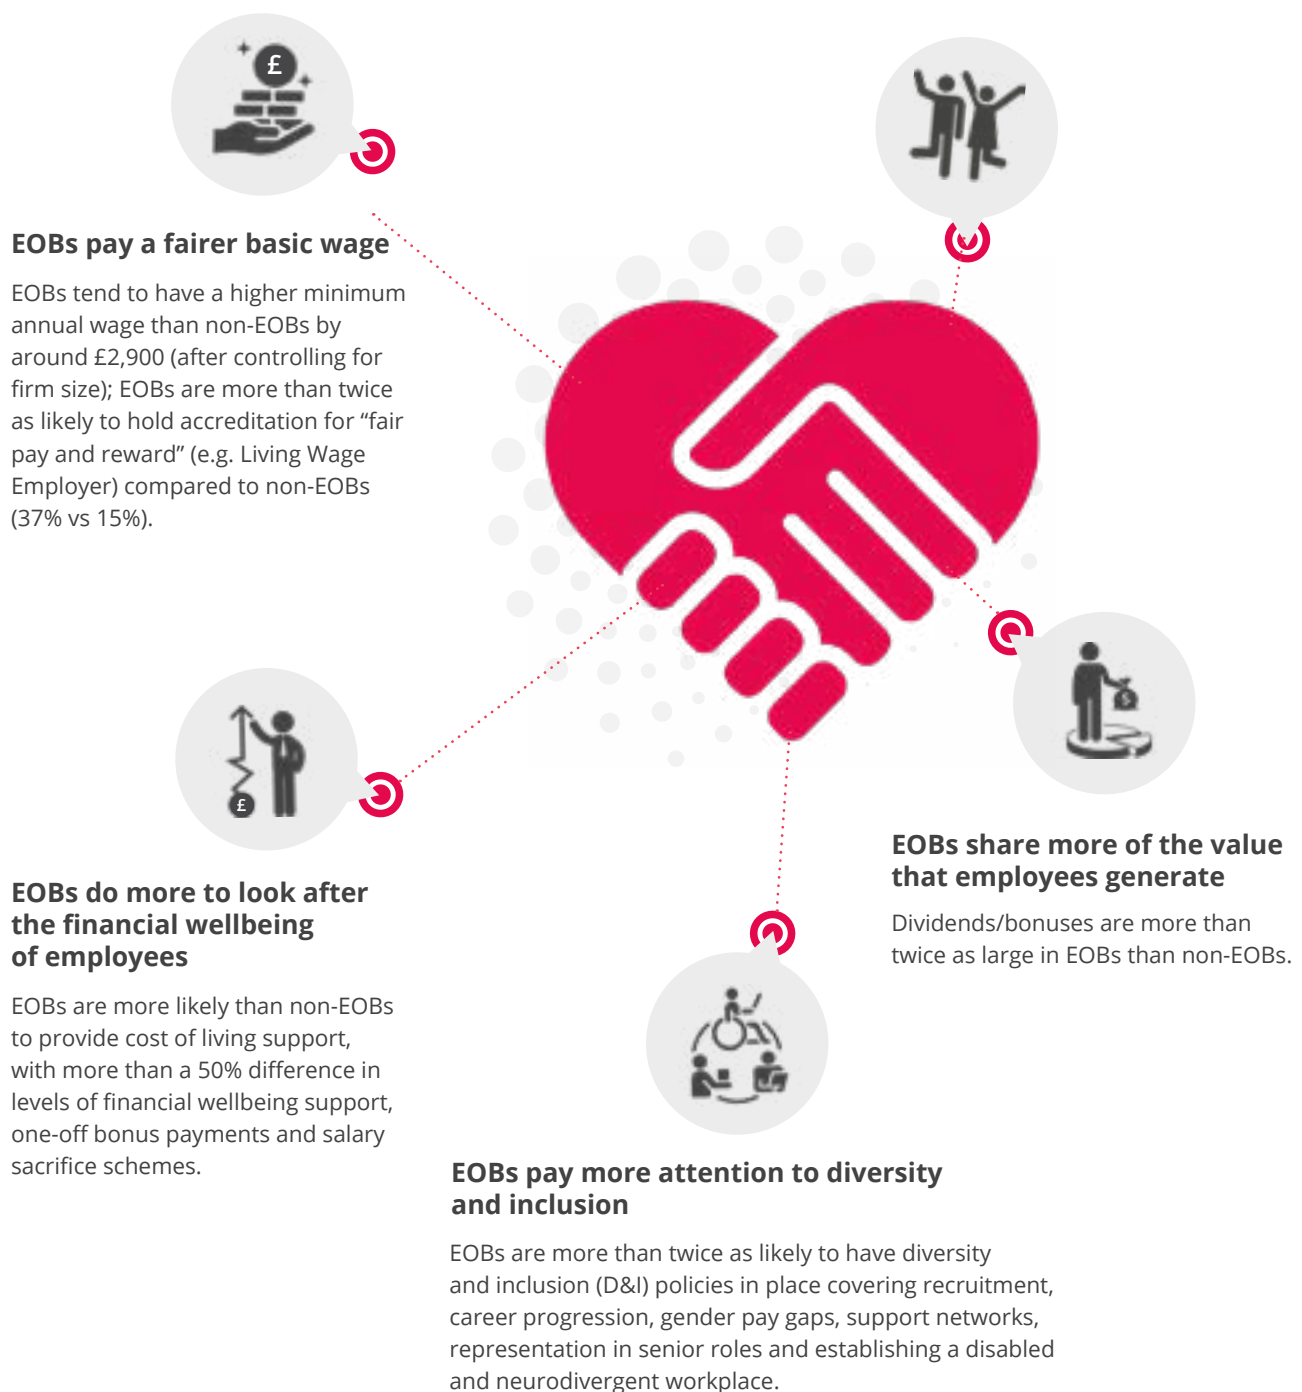 £
EOBs pay a fairer basic wage
EOBs tend to have a higher minimum
annual wage than non-EOBs by
around £2,900 (after controlling for
firm size); EOBs are more than twice
as likely to hold accreditation for “fair
pay and reward” (e.g. Living Wage
Employer) compared to non-EOBs
(37% vs 15%).
£
EOBs do more to look after
the financial wellbeing
of employees
EOBs are more likely than non-EOBs
to provide cost of living support,
with more than a 50% difference in
levels of financial wellbeing support,
one-off bonus payments and salary
sacrifice schemes.
$
EOBs share more of the value
that employees generate
Dividends/bonuses are more than
twice as large in EOBs than non-EOBs.
EOBs pay more attention to diversity
and inclusion
EOBs are more than twice as likely to have diversity
and inclusion (D&I) policies in place covering recruitment,
career progression, gender pay gaps, support networks,
representation in senior roles and establishing a disabled
and neurodivergent workplace.